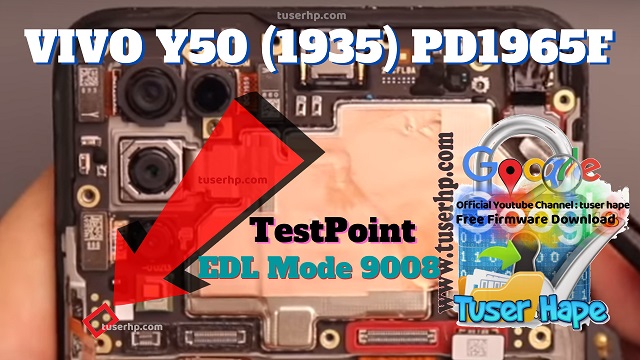 tuserhp.com
VIVO Y50 (1935) PD1965F
tuserhp.com
www.tuserhp.com
Google
Official Youtube Channel : tuser hape
Free Firmware Download
TestPoint
EDL Mode 9008
Tuser Hape
tuserhp.com